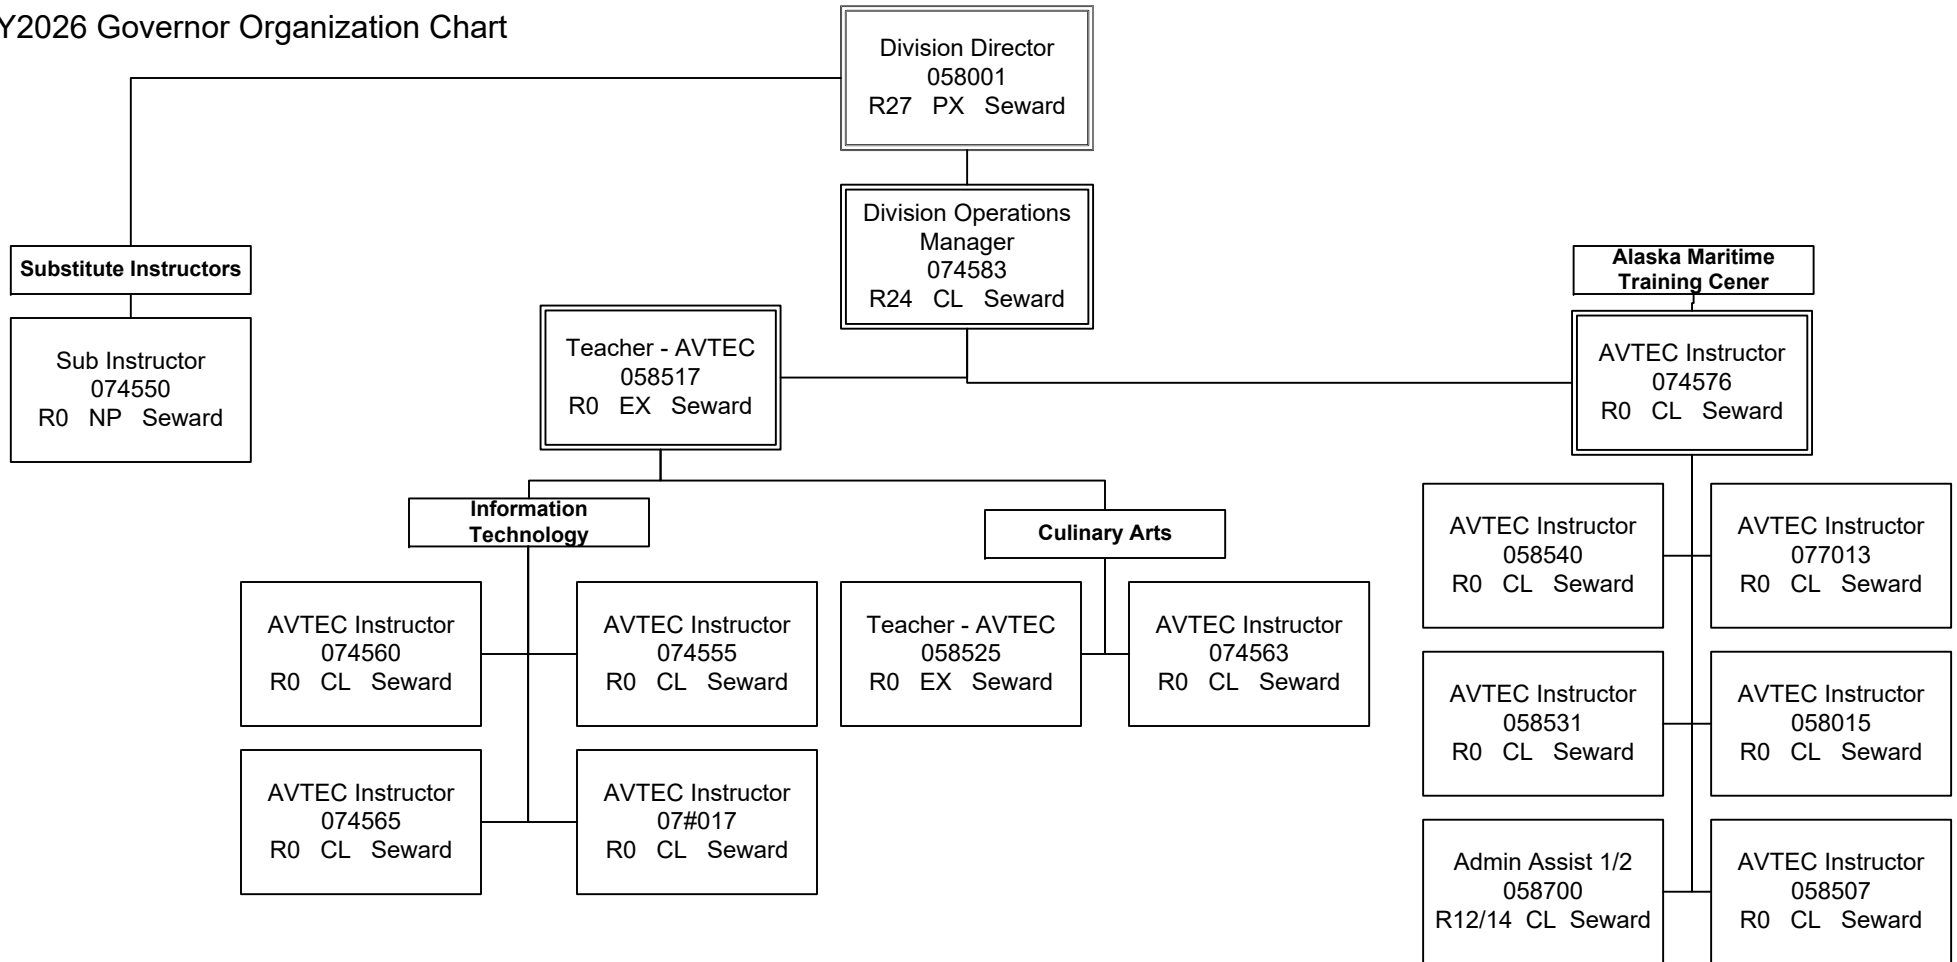 Y2026 Governor Organization Chart
Division Director
058001
R27 PX Seward
Division Operations
Manager
074583
R24 CL Seward
Substitute Instructors
Sub Instructor
074550
R0 NP Seward
Teacher - AVTEC
058517
R0 EX Seward
Alaska Maritime
Training Cener
AVTEC Instructor
074576
R0 CL Seward
Information
Technology
AVTEC Instructor
074560
R0 CL Seward
AVTEC Instructor
074555
R0 CL Seward
AVTEC Instructor
074565
R0 CL Seward
AVTEC Instructor
07#017
R0 CL Seward
Culinary Arts
Teacher - AVTEC
058525
R0 EX Seward
AVTEC Instructor
074563
R0 CL Seward
AVTEC Instructor
058540
R0 CL Seward
AVTEC Instructor
077013
R0 CL Seward
AVTEC Instructor
058531
R0 CL Seward
AVTEC Instructor
058015
R0 CL Seward
Admin Assist 1/2
058700
R12/14 CL Seward
AVTEC Instructor
058507
R0 CL Seward